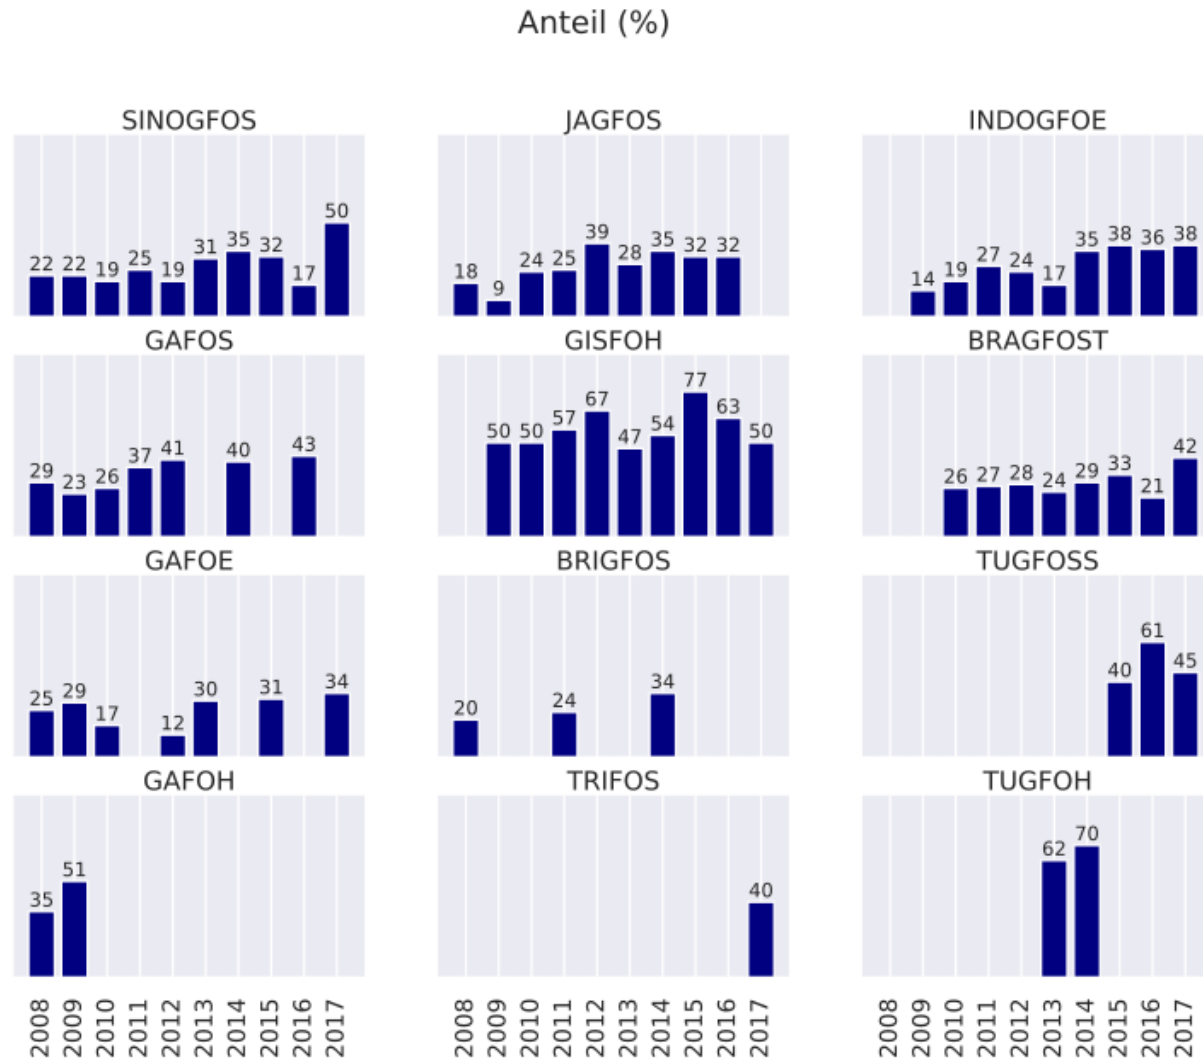 Anteil (%)
SINOGFOS
22 22 19 25 19 31 35 32 17 50
JAGFOS
18 9 24 25 39 28 35 32 32
INDOGFOE
14 19 27 24 17 35 38 36 38
GAFOS
29 23 26 37 41 40 43
GISFOH
50 50 57 67 47 54 77 63 50
BRAGFOST
26 27 28 24 29 33 21 42
GAFOE
25 29 17 12 30 31 34
BRIGFOS
20 24 34
TUGFOSS
40 61 45
GAFOH
35 51
TRIFOS
40
TUGFOH
62 70
2008 2009 2010 2011 2012 2013 2014 2015 2016 2017
2008 2009 2010 2011 2012 2013 2014 2015 2016 2017
2008 2009 2010 2011 2012 2013 2014 2015 2016 2017